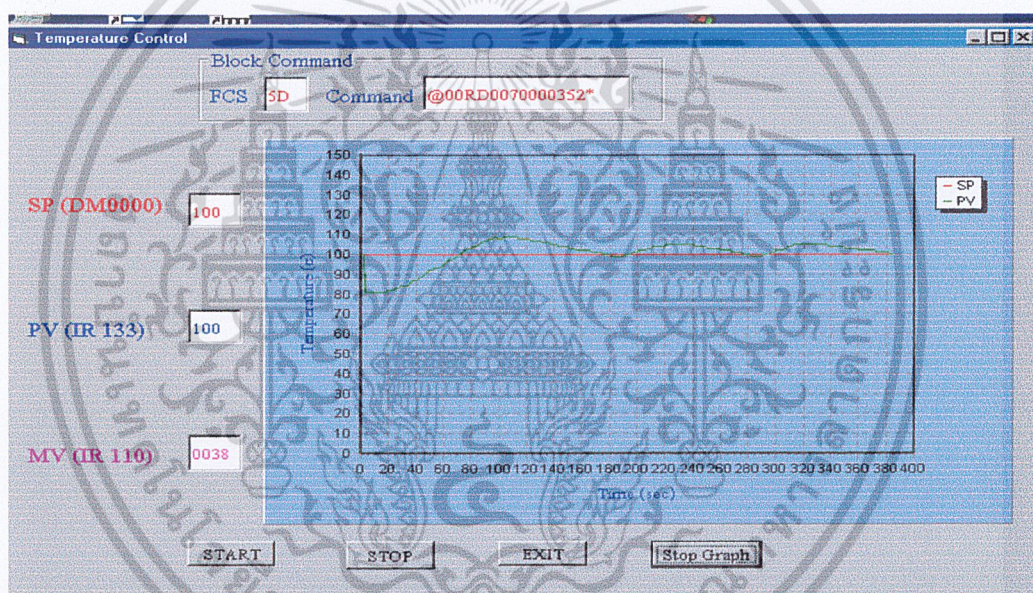 Temperature Control
Block Command
FCS 5D Command @00RD0070000352*
SP (DM0000) 100
PV (IR 133) 100
MV (IR 110) 0038
150
140
130
120
110
100
90
80
70
60
50
40
30
20
10
0
Temperature (c)
0 20 40 60 80 100 120 140 160 180 200 220 240 260 280 300 320 340 360 380 400
Time (sec)
SP
PV
START STOP EXIT Stop Graph